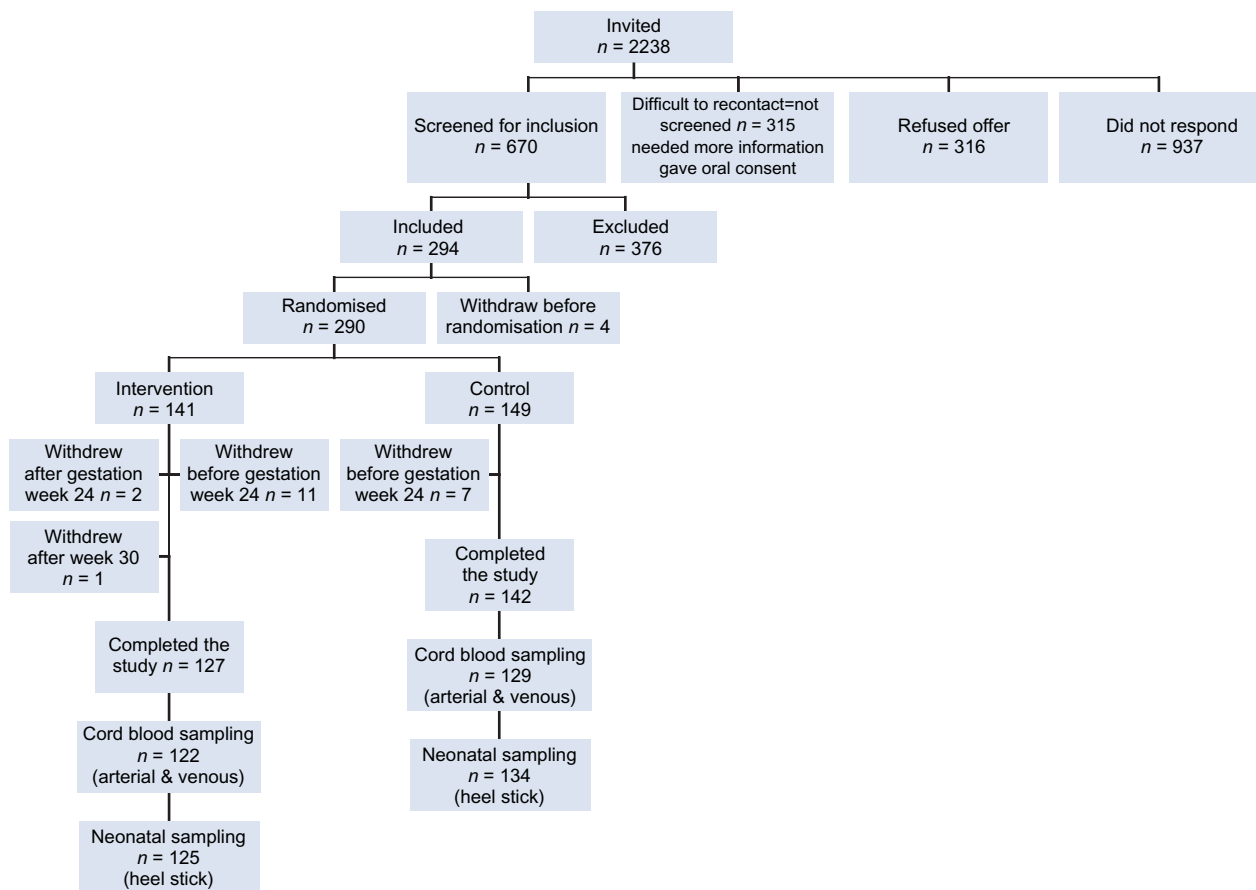 Invited
n = 2238
Screened for inclusion
n = 670
Difficult to recontact=not
screened n = 315
needed more information
gave oral consent
Refused offer
n = 316
Did not respond
n = 937
Included
n = 294
Excluded
n = 376
Randomised
n = 290
Withdraw before
randomisation n = 4
Intervention
n = 141
Control
n = 149
Withdrew
after gestation
week 24 n = 2
Withdrew
before gestation
week 24 n = 11
Withdrew
before gestation
week 24 n = 7
Withdrew
after week 30
n = 1
Completed
the study
n = 142
Completed the
study n = 127
Cord blood sampling
n = 129
(arterial & venous)
Cord blood sampling
n = 122
(arterial & venous)
Neonatal sampling
n = 134
(heel stick)
Neonatal sampling
n = 125
(heel stick)